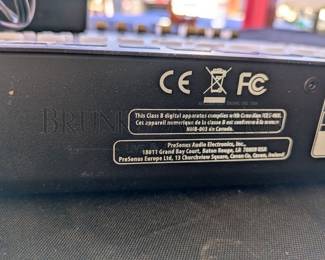 CE FC
This Class B digital apparatus complies with Canadian ICES-003.
Cet appareil numerique de la classe B est conforme à la norme
NMB-003 du Canada.
BRUNK
PreSonus Audio Electronics, Inc.
18011 Grand Bay Court, Baton Rouge, LA 70809 USA
PreSonus Europe Ltd, 13 Churchview Square, Cavan Co, Cavan, Ireland